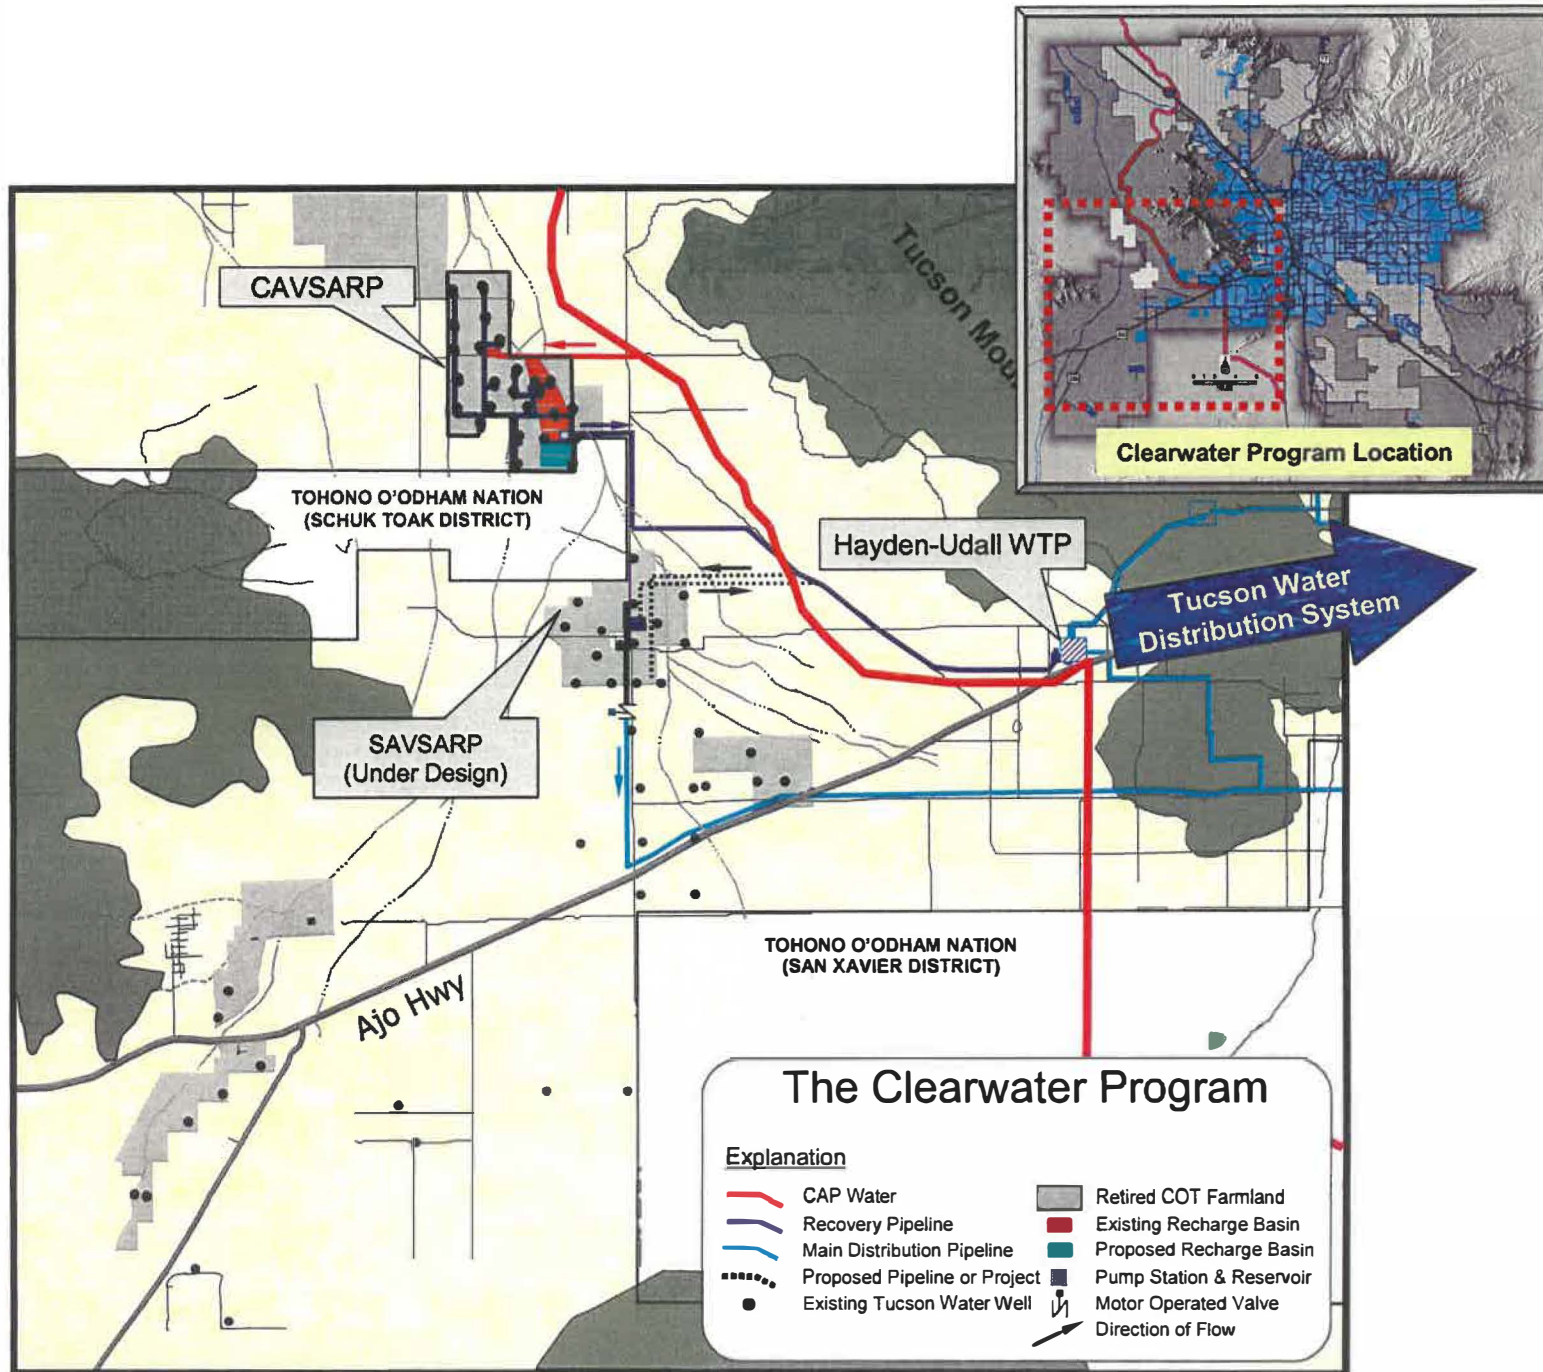 Clearwater Program Location
Tucson Mou
CAVSARP
TOHONO O'ODHAM NATION
(SCHUK TOAK DISTRICT)
Hayden-Udall WTP
Tucson Water
Distribution System
SAVSARP
(Under Design)
TOHONO O'ODHAM NATION
(SAN XAVIER DISTRICT)
Ajo Hwy
The Clearwater Program
Explanation
CAP Water
Recovery Pipeline
Main Distribution Pipeline
Proposed Pipeline or Project
Existing Tucson Water Well
Retired COT Farmland
Existing Recharge Basin
Proposed Recharge Basin
Pump Station & Reservoir
Motor Operated Valve
Direction of Flow